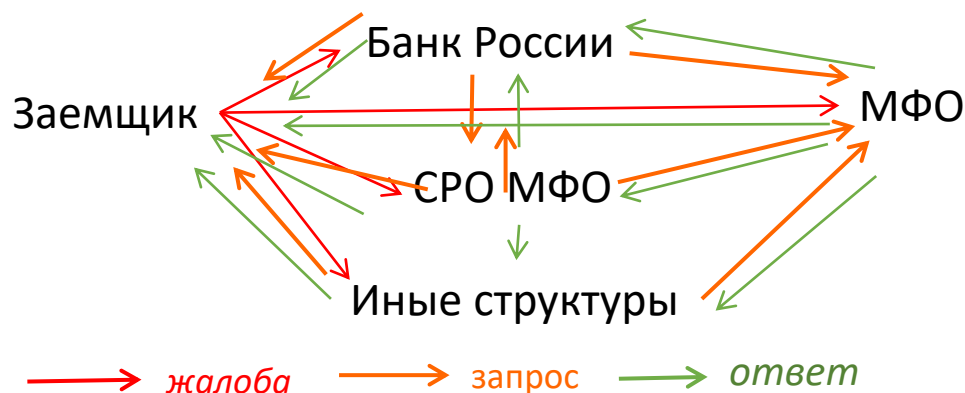 Банк России
Заемщик
МФО
СРО МФО
Иные структуры
жалоба
запрос
ответ